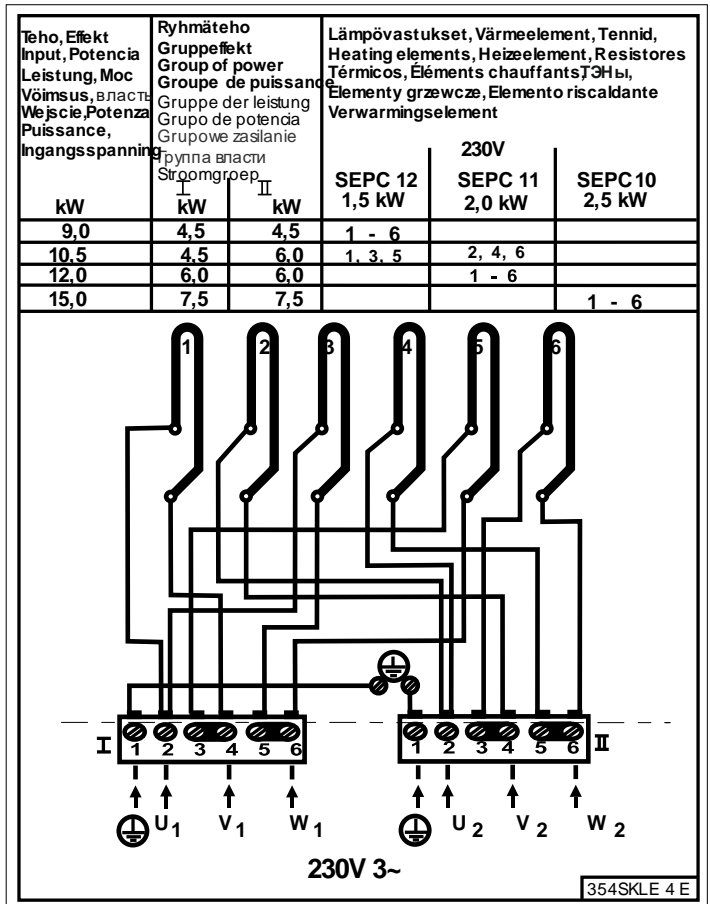 Teho, Effekt
Input, Potencia
Leistung, Moc
Vöimsus, власть
Wejscie, Potenza
Puissance,
Ingangsspanning
kW
Ryhmäteho
Gruppeffekt
Group of power
Groupe de puissance
Gruppe der leistung
Grupo de potencia
Grupowe zasilanie
Группа власти
Stroomgroep
I II
kW kW
Lämpövastukset, Värmeelement, Tennid,
Heating elements, Heizeelement, Resistores
Térmicos, Éléments chauffants, ТЭНы,
Elementy grzewcze, Elemento riscaldante
Verwarmingselement
230V
SEPC 12 SEPC 11 SEPC 10
1,5 kW 2,0 kW 2,5 kW
9,0 4,5 4,5 1 - 6
10,5 4,5 6,0 1, 3, 5 2, 4, 6
12,0 6,0 6,0 1 - 6
15,0 7,5 7,5 1 - 6
1 2 3 4 5 6
I 1 2 3 4 5 6 1 2 3 4 5 6 II
U1 V1 W1 U2 V2 W2
230V 3~
354SKLE 4 E